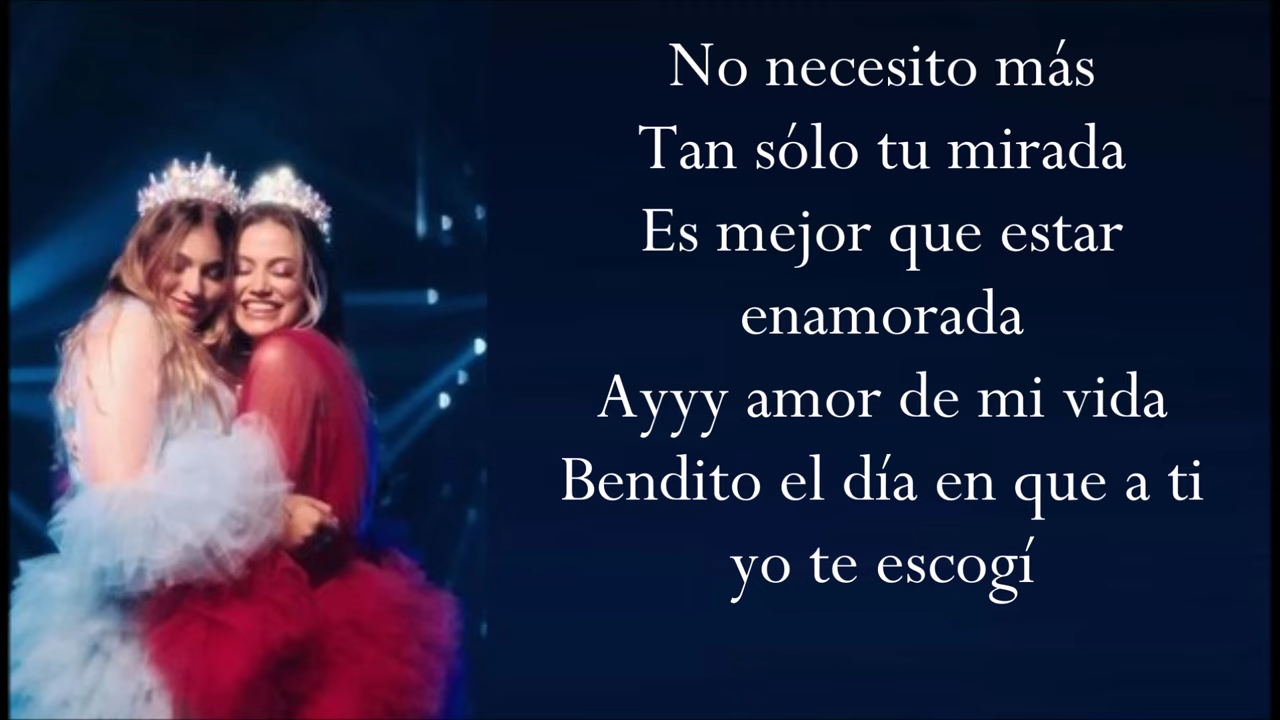 No necesito más
Tan sólo tu mirada
Es mejor que estar
enamorada
Ayyy amor de mi vida
Bendito el día en que a ti
yo te escogí